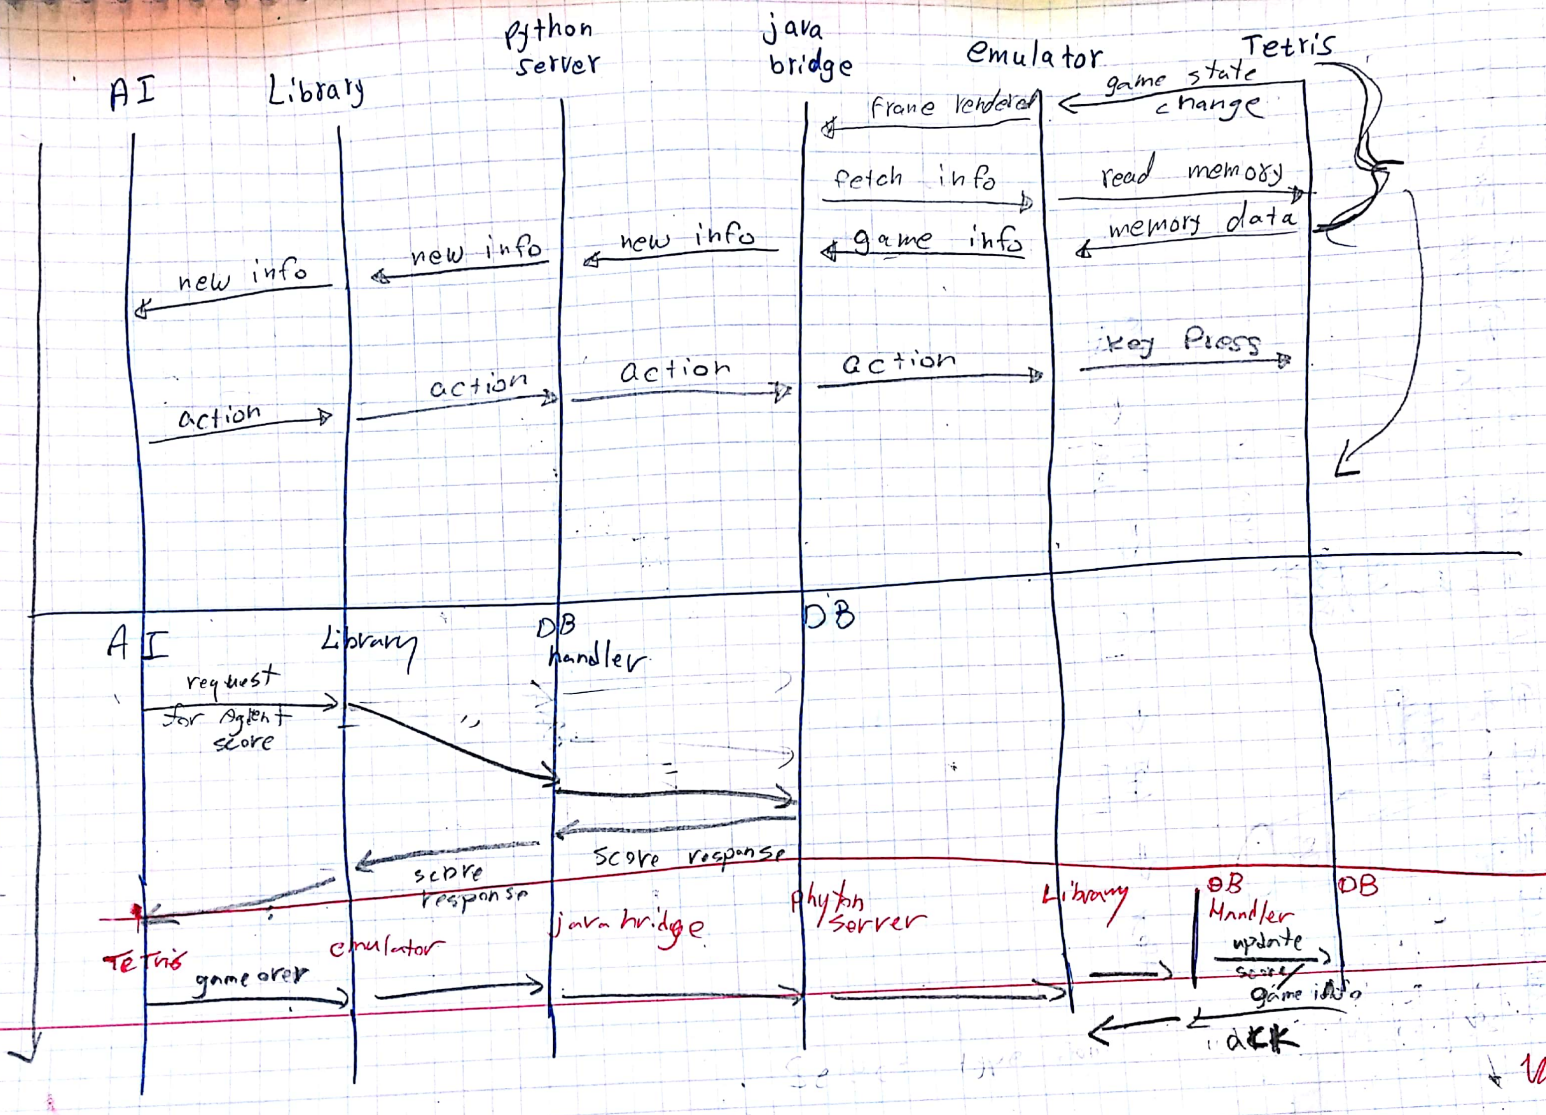 AI
Library
python
server
java
bridge
emulator
Tetris
game state
change
frame rendered
fetch info
read memory
memory data
game info
new info
new info
new info
key Press
action
action
action
action
AI
Library
DB
handler
DB
request
for Agent
score
score response
score
response
Tetris
emulator
java bridge
phyton
server
Library
DB
Handler
DB
game over
update
score/
game info
ack